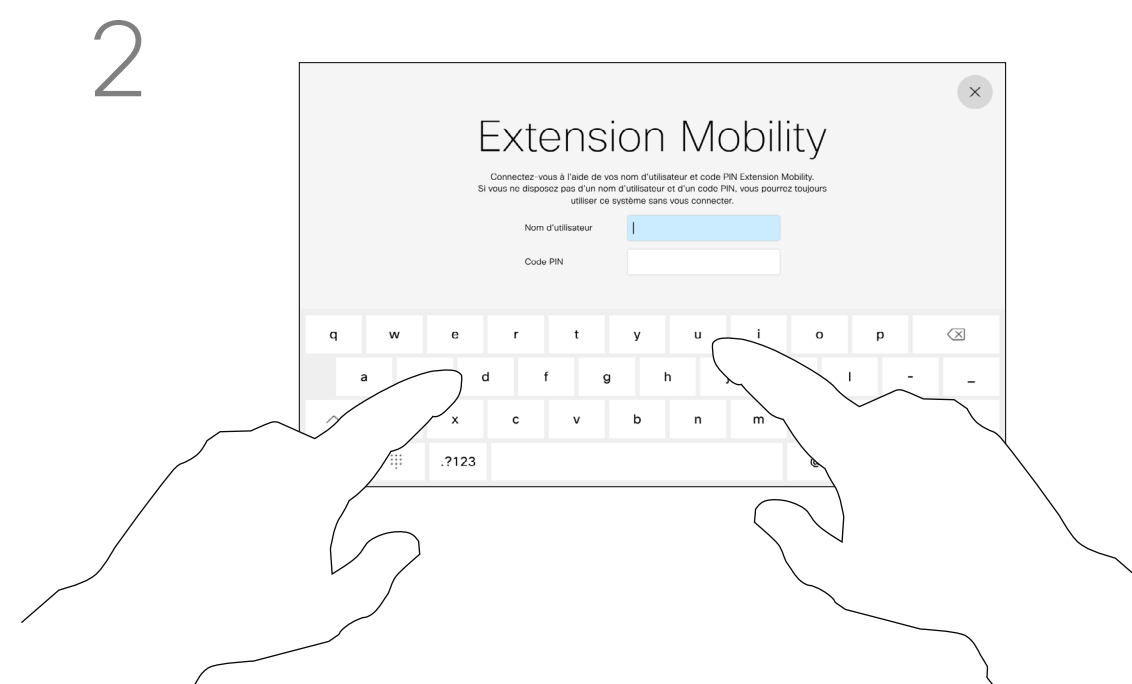 2
Extension Mobility
Connectez-vous à l'aide de vos nom d'utilisateur et code PIN Extension Mobility.
Si vous ne disposez pas d'un nom d'utilisateur et d'un code PIN, vous pourrez toujours
utiliser ce système sans vous connecter.
Nom d'utilisateur
Code PIN
q w e r t y u i o p
a d f g h l - _
x c v b n m
.?123